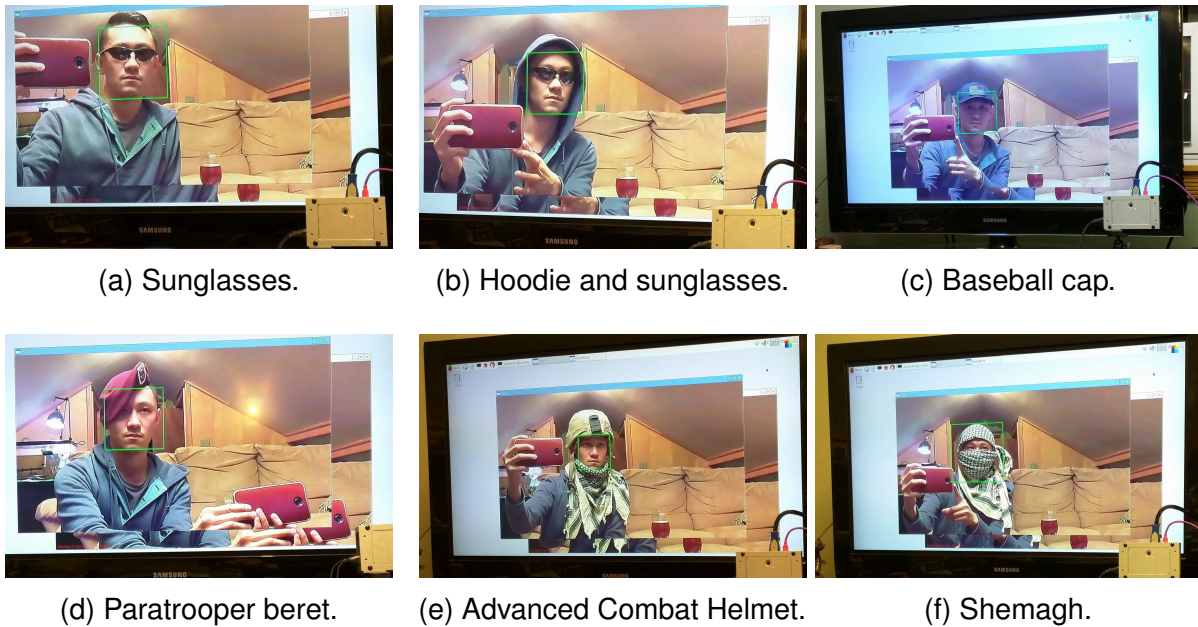 SAMSUNG
SAMSUNG
SAMSUNG
(a) Sunglasses.
(b) Hoodie and sunglasses.
(c) Baseball cap.
SAMSUNG
SAMSUNG
(d) Paratrooper beret.
(e) Advanced Combat Helmet.
(f) Shemagh.